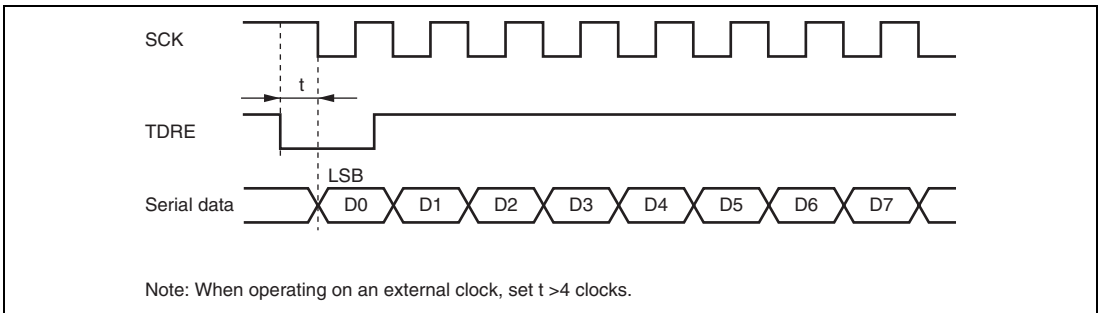 SCK
t
TDRE
LSB
Serial data D0 D1 D2 D3 D4 D5 D6 D7
Note: When operating on an external clock, set t >4 clocks.